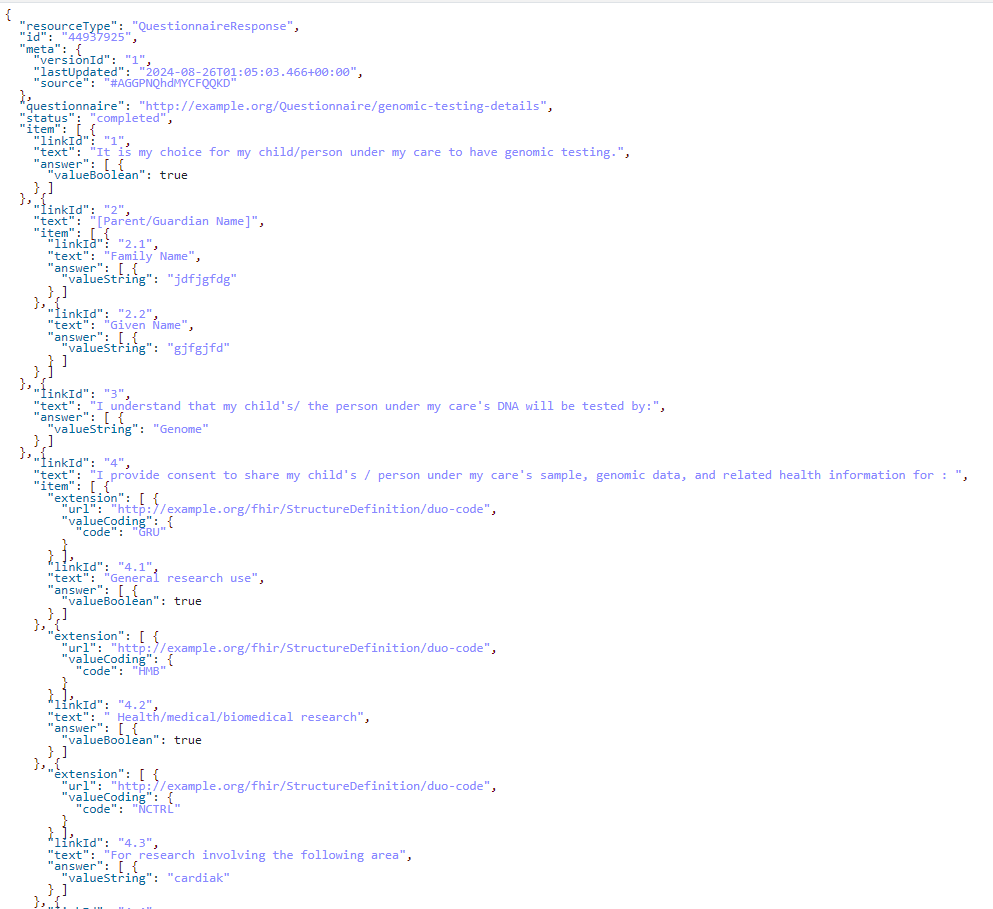 {
"resourceType": "QuestionnaireResponse",
"id": "44937925",
"meta": {
"versionId": "1",
"lastUpdated": "2024-08-26T01:05:03.466+00:00",
"source": "#AGGPNQhdMYCFQQKD"
},
"questionnaire": "http://example.org/Questionnaire/genomic-testing-details",
"status": "completed",
"item": [ {
"linkId": "1",
"text": "It is my choice for my child/person under my care to have genomic testing.",
"answer": [ {
"valueBoolean": true
} ]
}, {
"linkId": "2",
"text": "[Parent/Guardian Name]",
"item": [ {
"linkId": "2.1",
"text": "Family Name",
"answer": [ {
"valueString": "jdfjgfdg"
} ]
}, {
"linkId": "2.2",
"text": "Given Name",
"answer": [ {
"valueString": "gjfgjfd"
} ]
} ]
}, {
"linkId": "3",
"text": "I understand that my child's/ the person under my care's DNA will be tested by:",
"answer": [ {
"valueString": "Genome"
} ]
}, {
"linkId": "4",
"text": "I provide consent to share my child's / person under my care's sample, genomic data, and related health information for : ",
"item": [ {
"extension": [ {
"url": "http://example.org/fhir/StructureDefinition/duo-code",
"valueCoding": {
"code": "GRU"
}
} ],
"linkId": "4.1",
"text": "General research use",
"answer": [ {
"valueBoolean": true
} ]
}, {
"extension": [ {
"url": "http://example.org/fhir/StructureDefinition/duo-code",
"valueCoding": {
"code": "HMB"
}
} ],
"linkId": "4.2",
"text": " Health/medical/biomedical research",
"answer": [ {
"valueBoolean": true
} ]
}, {
"extension": [ {
"url": "http://example.org/fhir/StructureDefinition/duo-code",
"valueCoding": {
"code": "NCTRL"
}
} ],
"linkId": "4.3",
"text": "For research involving the following area",
"answer": [ {
"valueString": "cardiak"
} ]
}, {